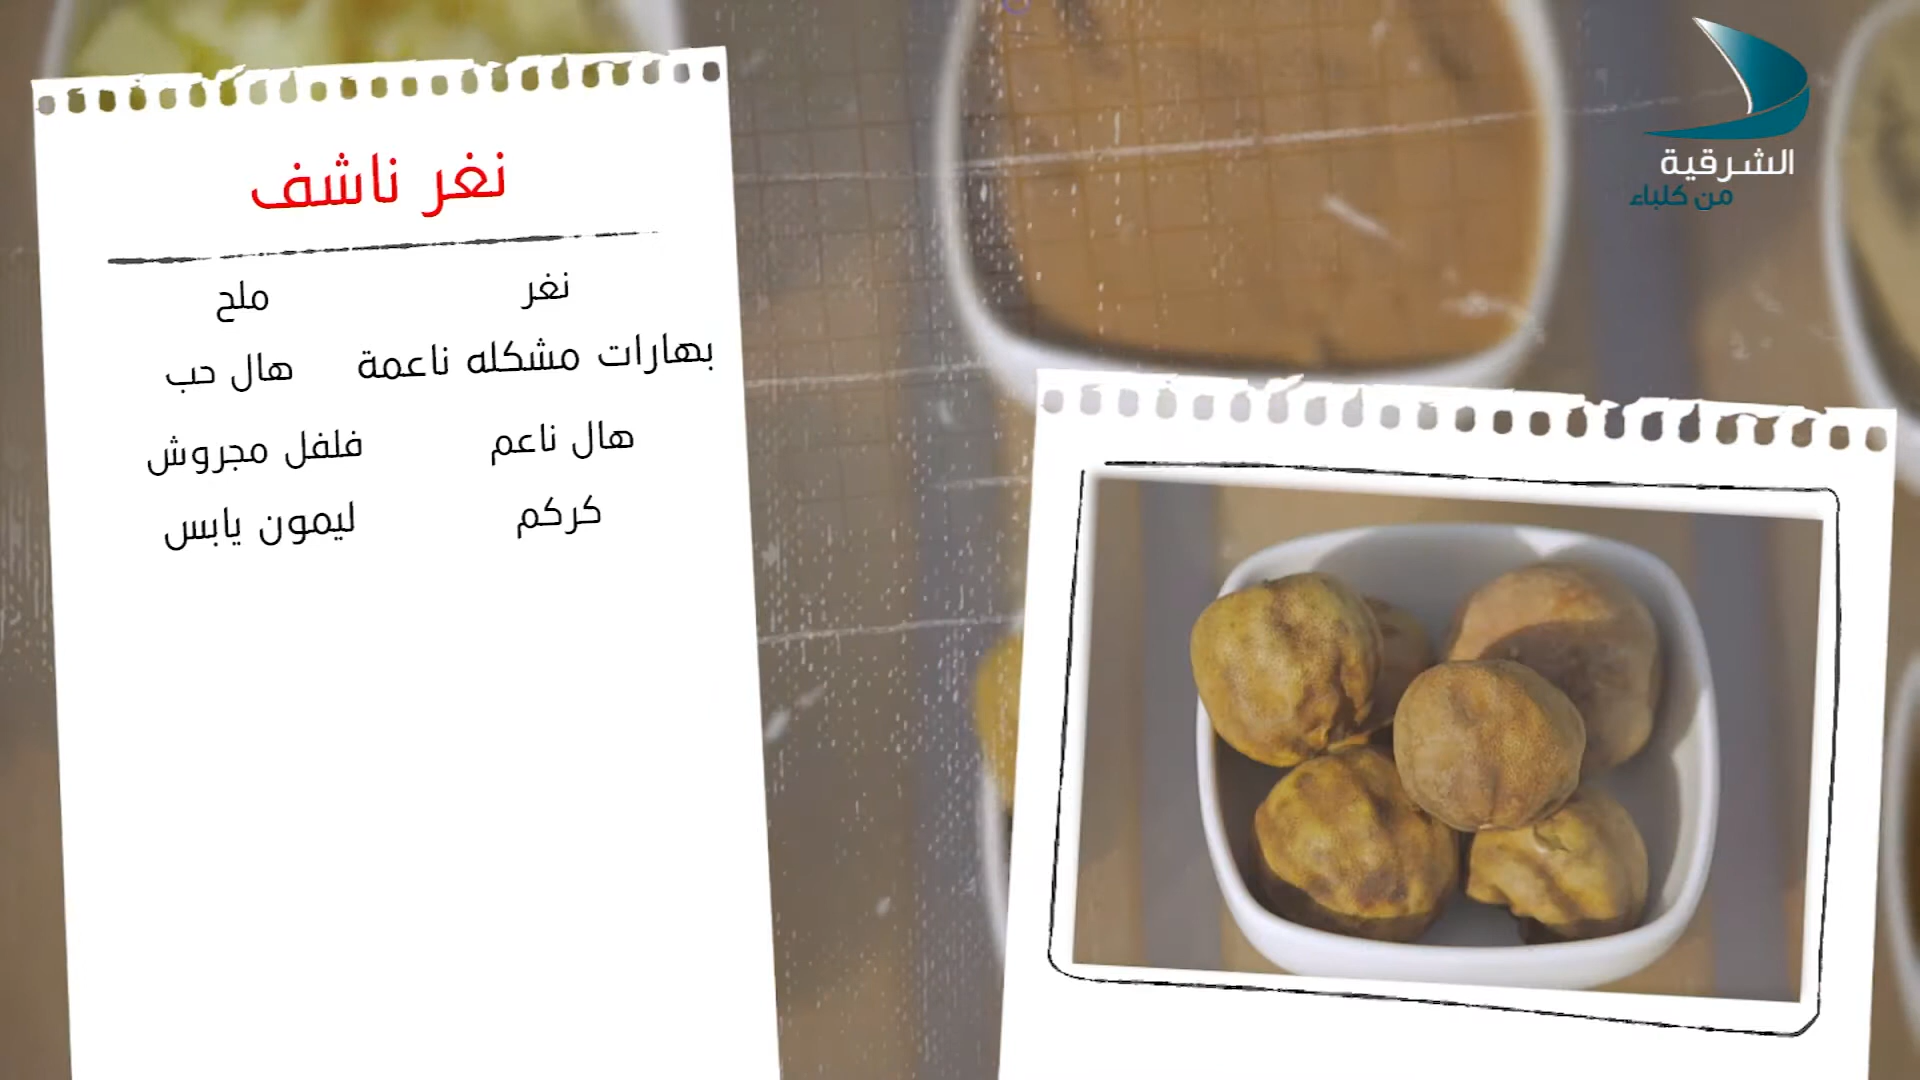 نغر ناشف
نغر ملح
بهارات مشكله ناعمة هال حب
هال ناعم فلفل مجروش
كركم ليمون يابس
الشرقية
من كلباء